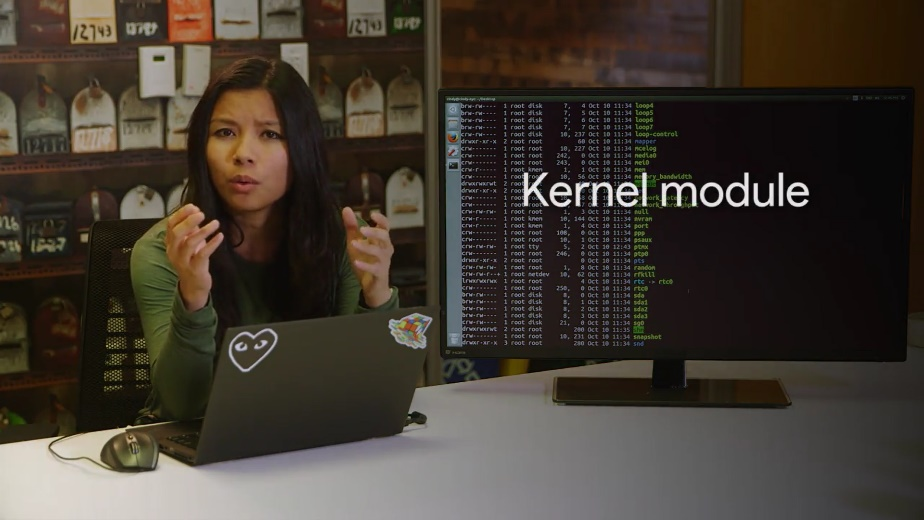 12743
12743
brw-rw---- 1 root disk 7, 4 Oct 10 11:34 loop4
brw-rw---- 1 root disk 7, 5 Oct 10 11:34 loop5
brw-rw---- 1 root disk 7, 6 Oct 10 11:34 loop6
brw-rw---- 1 root disk 7, 7 Oct 10 11:34 loop7
crw-rw---- 1 root disk 10, 237 Oct 10 11:34 loop-control
drwxr-xr-x 2 root root 60 Oct 10 11:34 mapper
crw------- 1 root root 10, 227 Oct 10 11:34 mcelog
crw------- 1 root root 242, 0 Oct 10 11:34 media0
crw------- 1 root root 243, 0 Oct 10 11:34 mei0
crw-r----- 1 root kmem 1, Oct 10 11:34 mem
crw------- 1 root root 10, 56 Oct 10 11:34 memory_bandwidth
drwxrwxrwt 2 root root
Kernel module
crw-rw-rw- 1 root root 1, 3 Oct 10 11:34 null
crw------- 1 root root 10, 144 Oct 10 11:34 nvram
crw-r----- 1 root kmem 1, 4 Oct 10 11:34 port
crw------- 1 root root 108, 0 Oct 10 11:34 ppp
crw------- 1 root root 10, 1 Oct 10 11:34 psaux
crw-rw-rw- 1 root tty 5, 2 Oct 10 12:43 ptmx
crw------- 1 root root 246, 0 Oct 10 11:34 ptp0
drwxr-xr-x 2 root root 0 Oct 10 11:34 pts
crw-rw-rw- 1 root root 1, 8 Oct 10 11:34 random
crw-rw-r--+ 1 root netdev 10, 62 Oct 10 11:34 rfkill
lrwxrwxrwx 1 root root 4 Oct 10 11:34 rtc -> rtc0
crw------- 1 root root 250, 0 Oct 10 11:34 rtc0
brw-rw---- 1 root disk 8, 0 Oct 10 11:34 sda
brw-rw---- 1 root disk 8, 1 Oct 10 11:34 sda1
brw-rw---- 1 root disk 8, 2 Oct 10 11:34 sda2
brw-rw---- 1 root disk 8, 3 Oct 10 11:34 sda3
crw-rw---- 1 root disk 21, 0 Oct 10 11:34 sg0
drwxrwxrwt 2 root root 200 Oct 10 11:35 shm
crw------- 1 root root 10, 231 Oct 10 11:34 snapshot
drwxr-xr-x 3 root root 280 Oct 10 11:34 snd